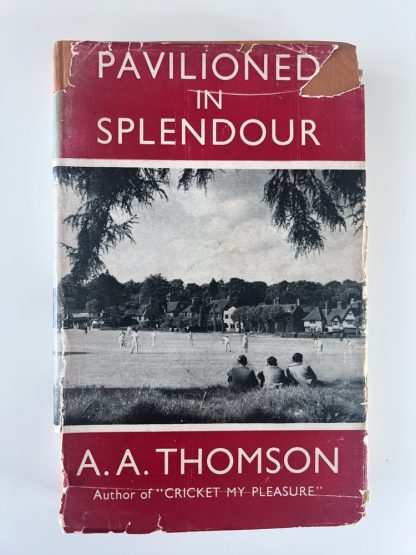 PAVILIONED
IN
SPLENDOUR
A. A. THOMSON
Author of "CRICKET MY PLEASURE"